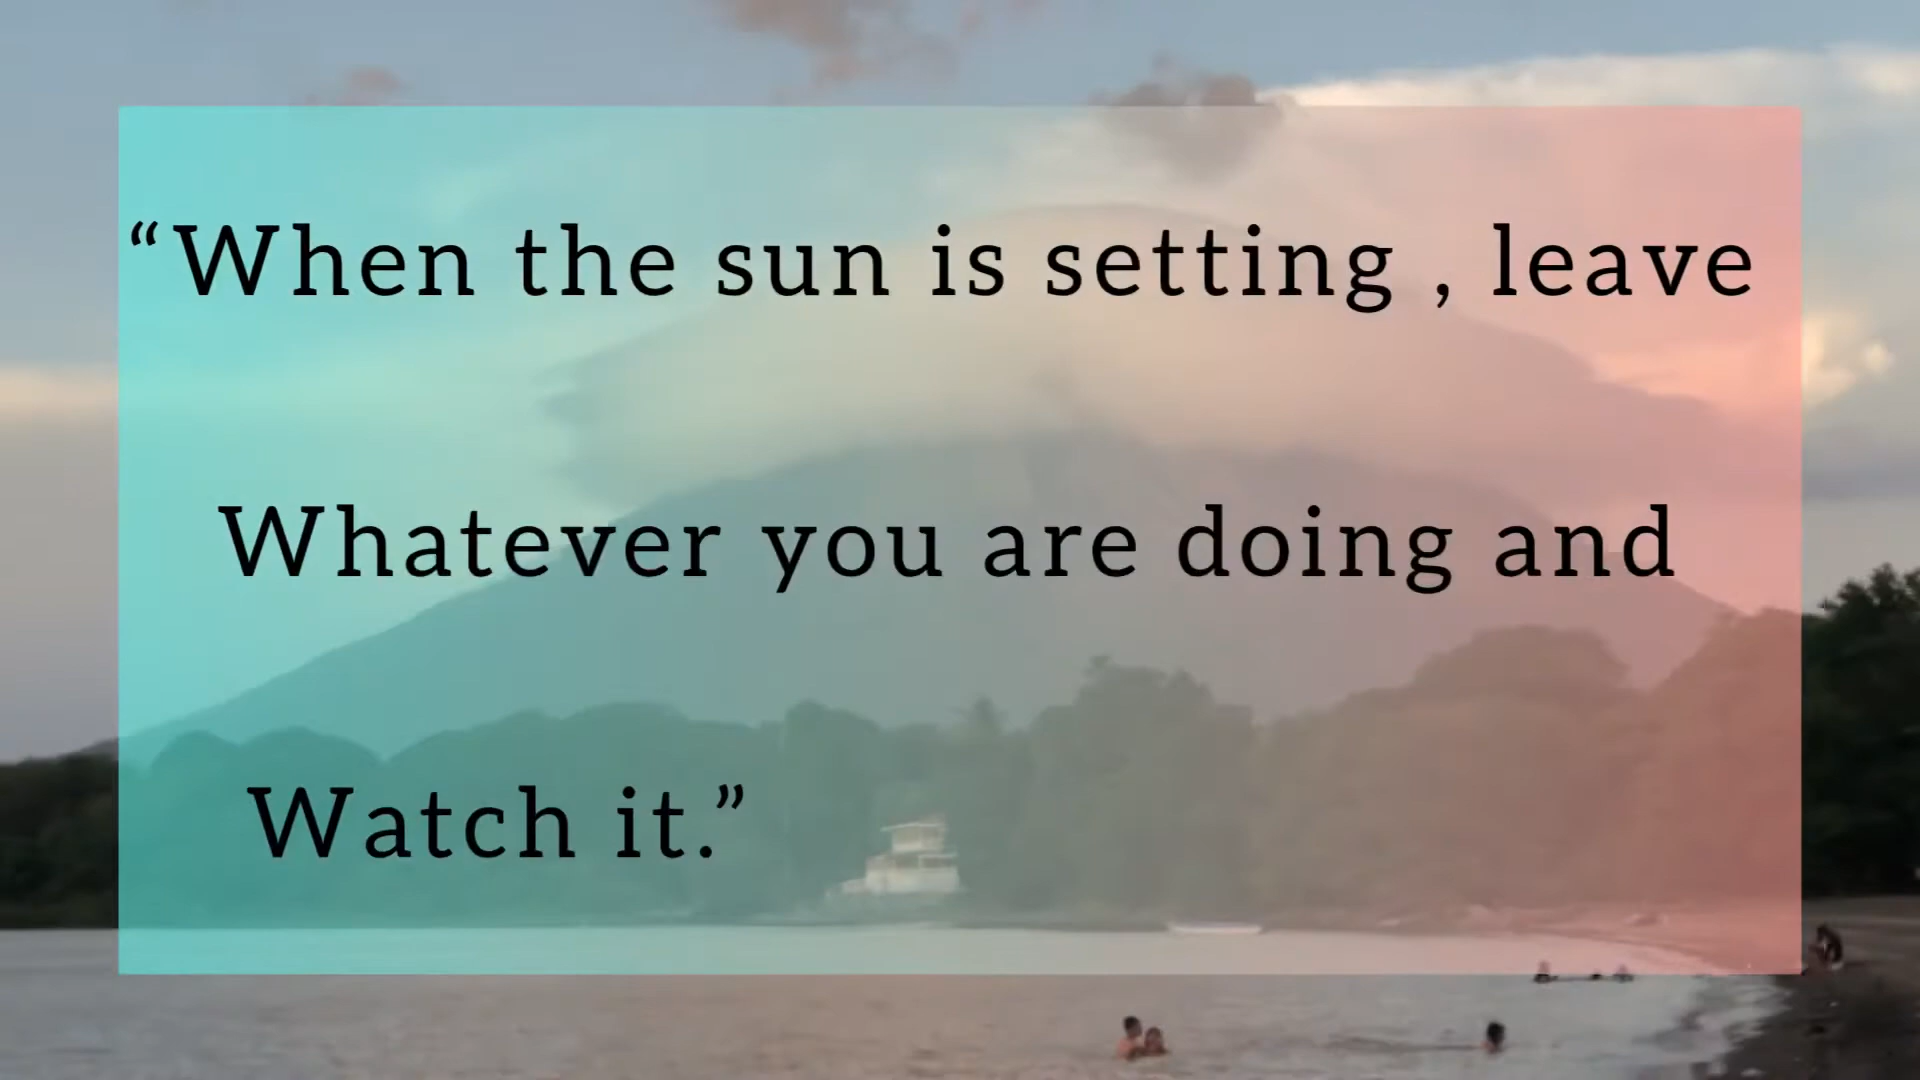 “When the sun is setting , leave
Whatever you are doing and
Watch it.”